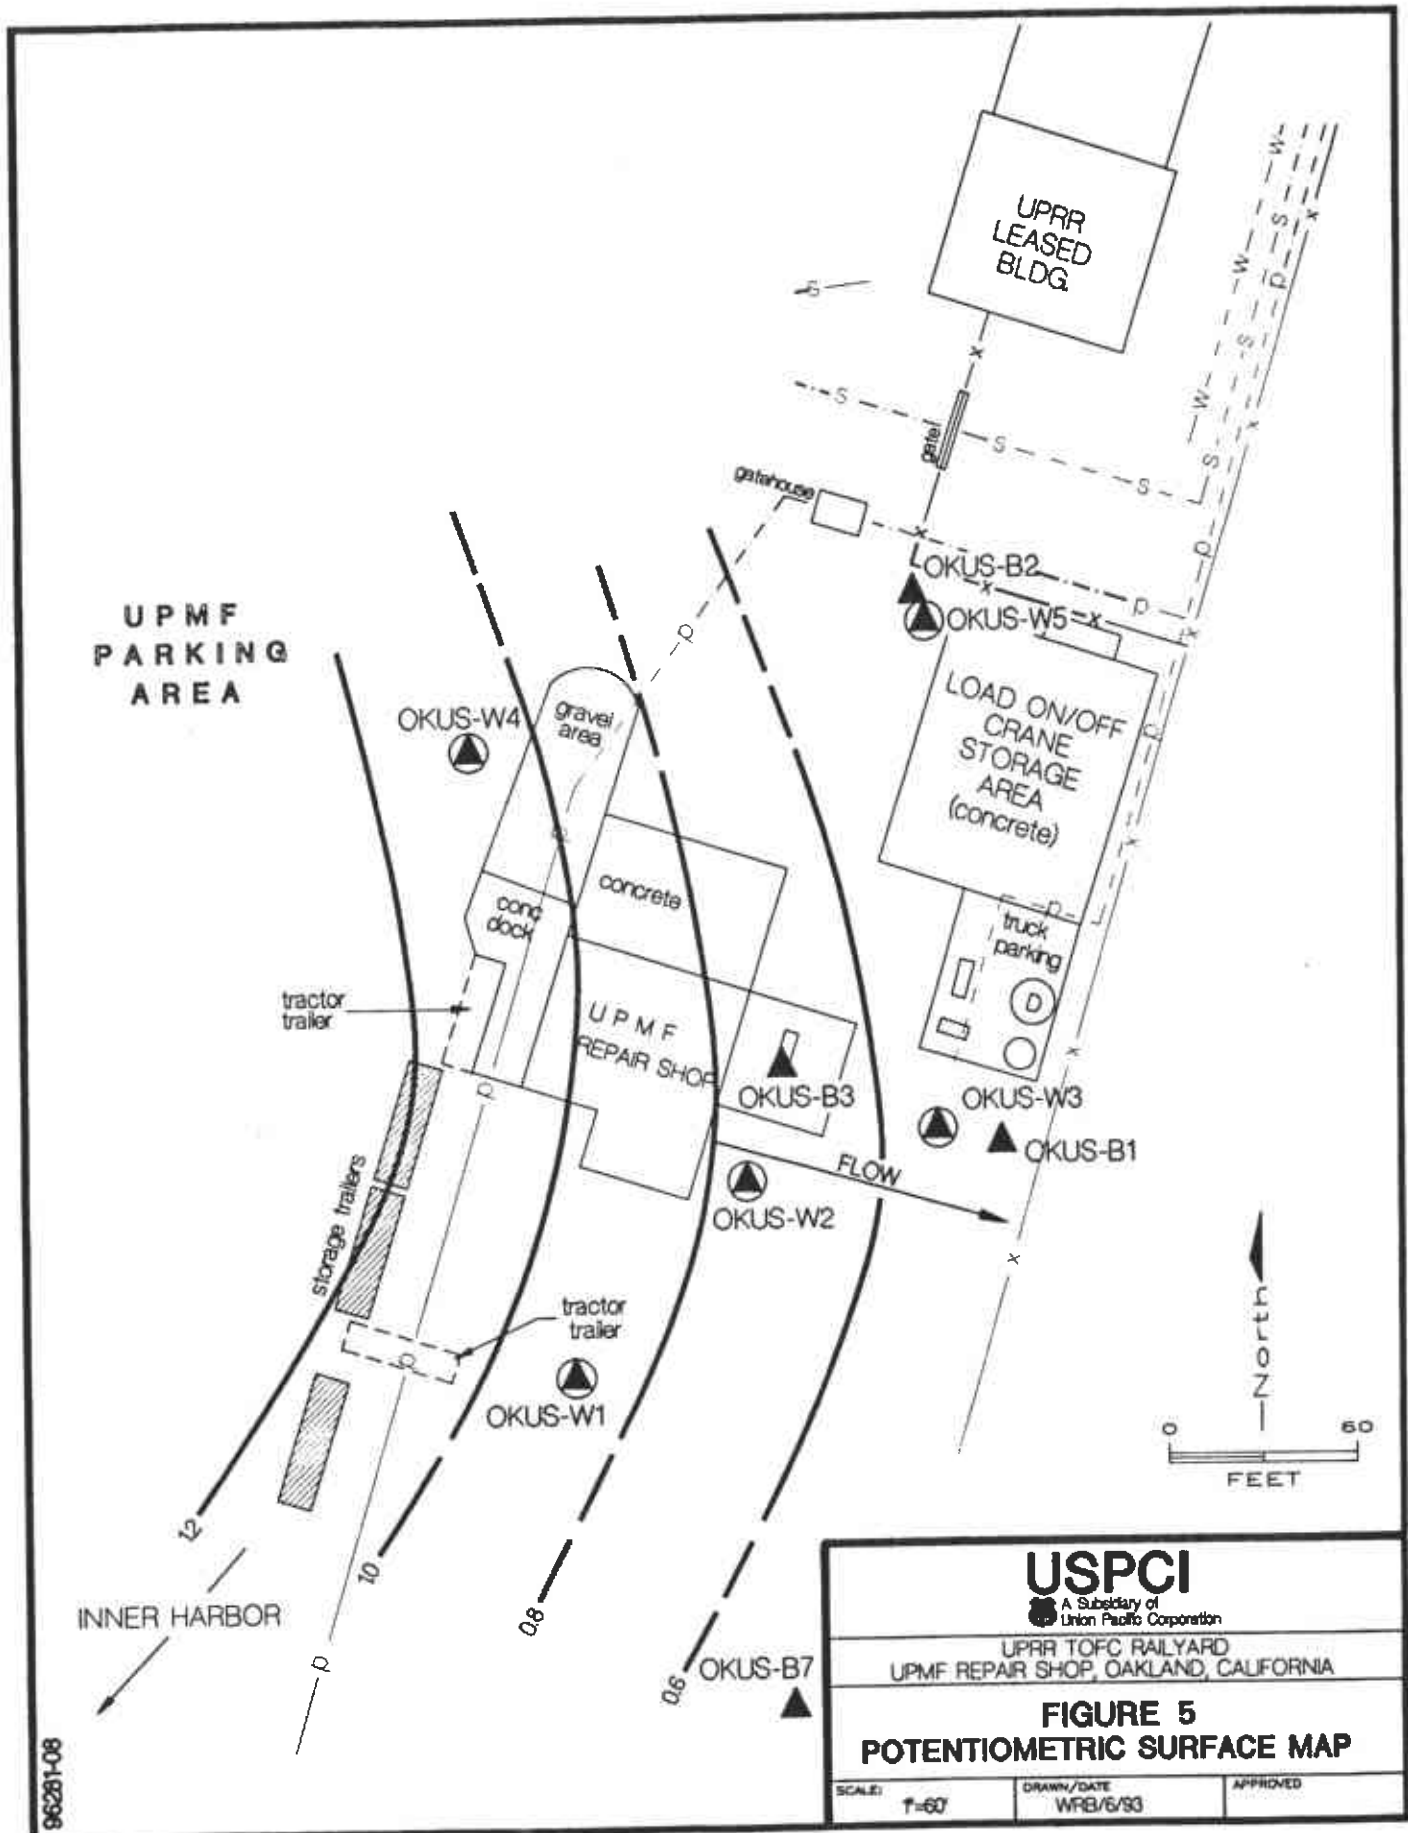 UPRR
LEASED
BLDG.
gate
gatehouse
OKUS-B2
OKUS-W5
UPMF
PARKING
AREA
OKUS-W4
gravel
area
LOAD ON/OFF
CRANE
STORAGE
AREA
(concrete)
concrete
conc
dock
truck
parking
D
tractor
trailer
UPMF
REPAIR SHOP
OKUS-B3
OKUS-W3
OKUS-B1
FLOW
OKUS-W2
storage trailers
tractor
trailer
OKUS-W1
North
0 60
FEET
12
10
0.8
0.6
INNER HARBOR
OKUS-B7
USPCI
A Subsidiary of
Union Pacific Corporation
UPRR TOFC RAILYARD
UPMF REPAIR SHOP, OAKLAND, CALIFORNIA
FIGURE 5
POTENTIOMETRIC SURFACE MAP
SCALE: 1"=60'
DRAWN/DATE
WRB/6/93
APPROVED
96281-08